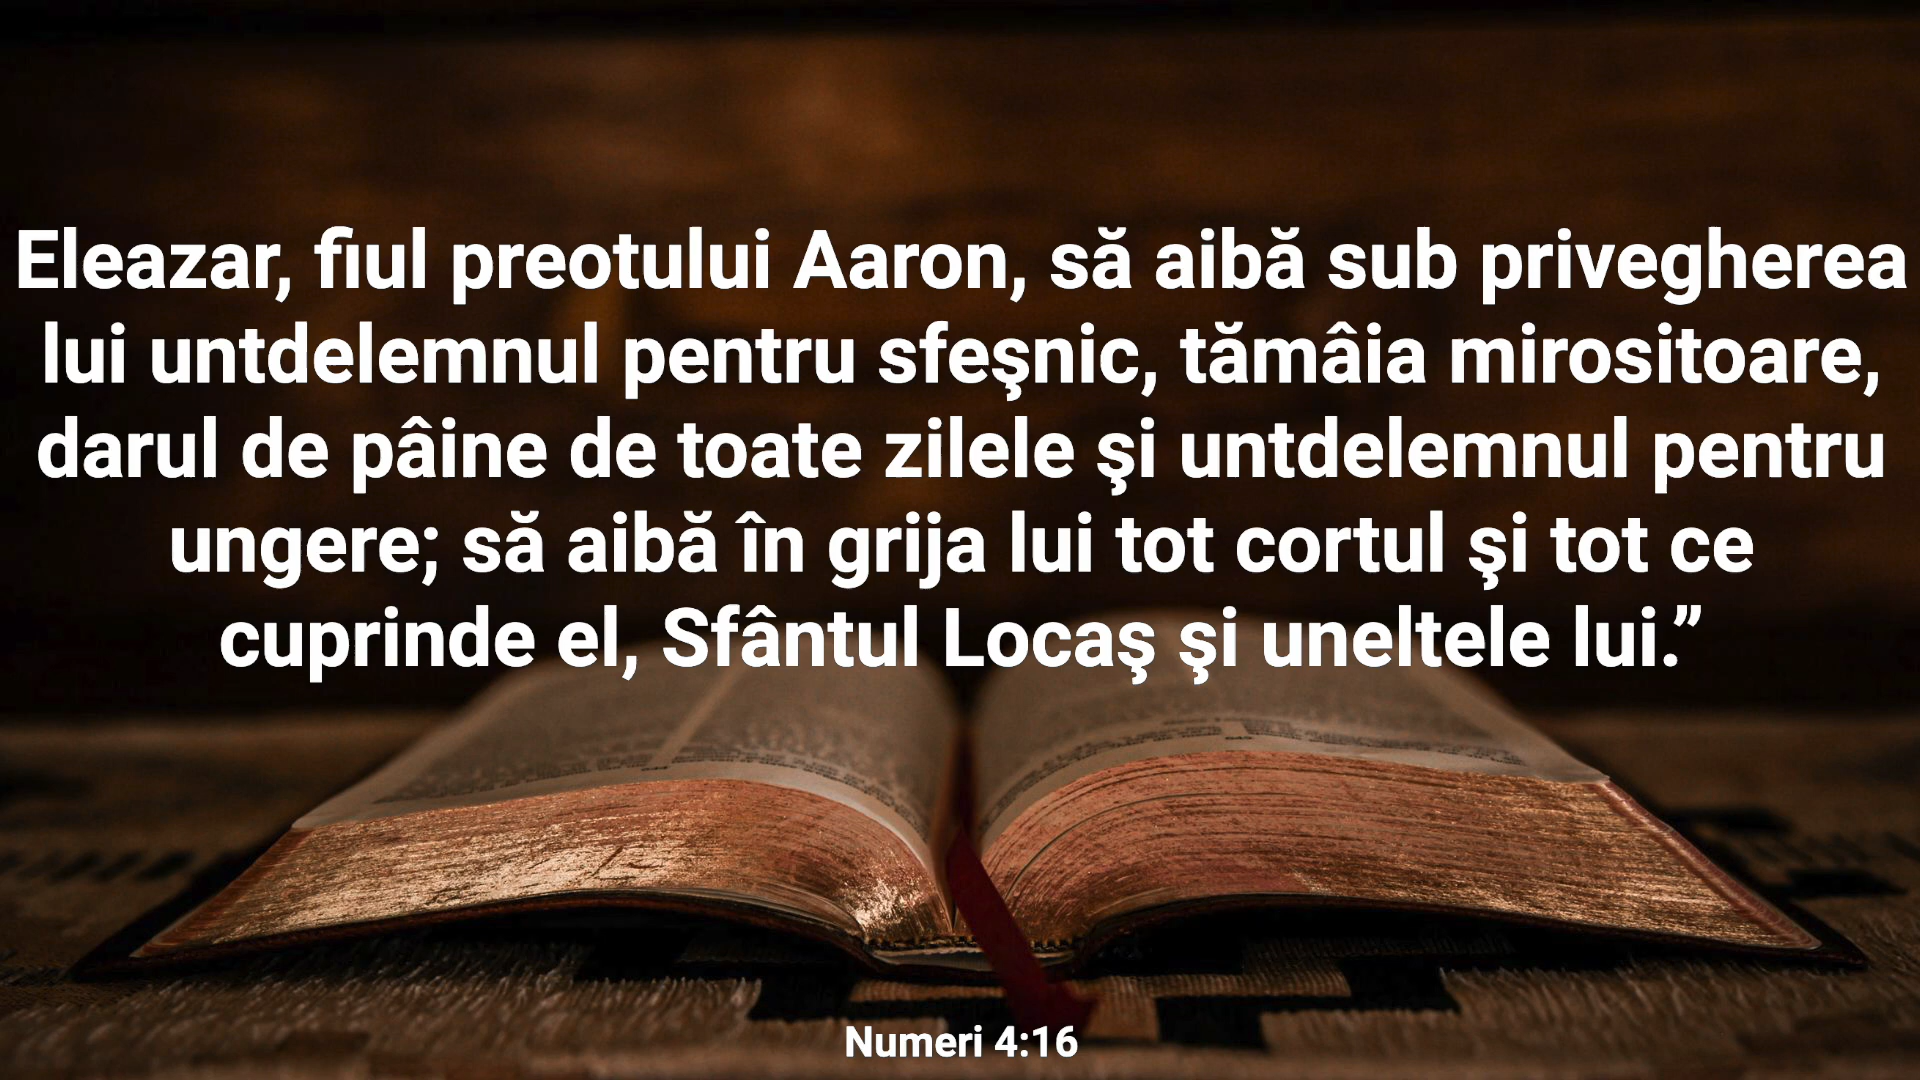 Eleazar, fiul preotului Aaron, să aibă sub privegherea
lui untdelemnul pentru sfeşnic, tămâia mirositoare,
darul de pâine de toate zilele şi untdelemnul pentru
ungere; să aibă în grija lui tot cortul şi tot ce
cuprinde el, Sfântul Locaş şi uneltele lui.”
Numeri 4:16